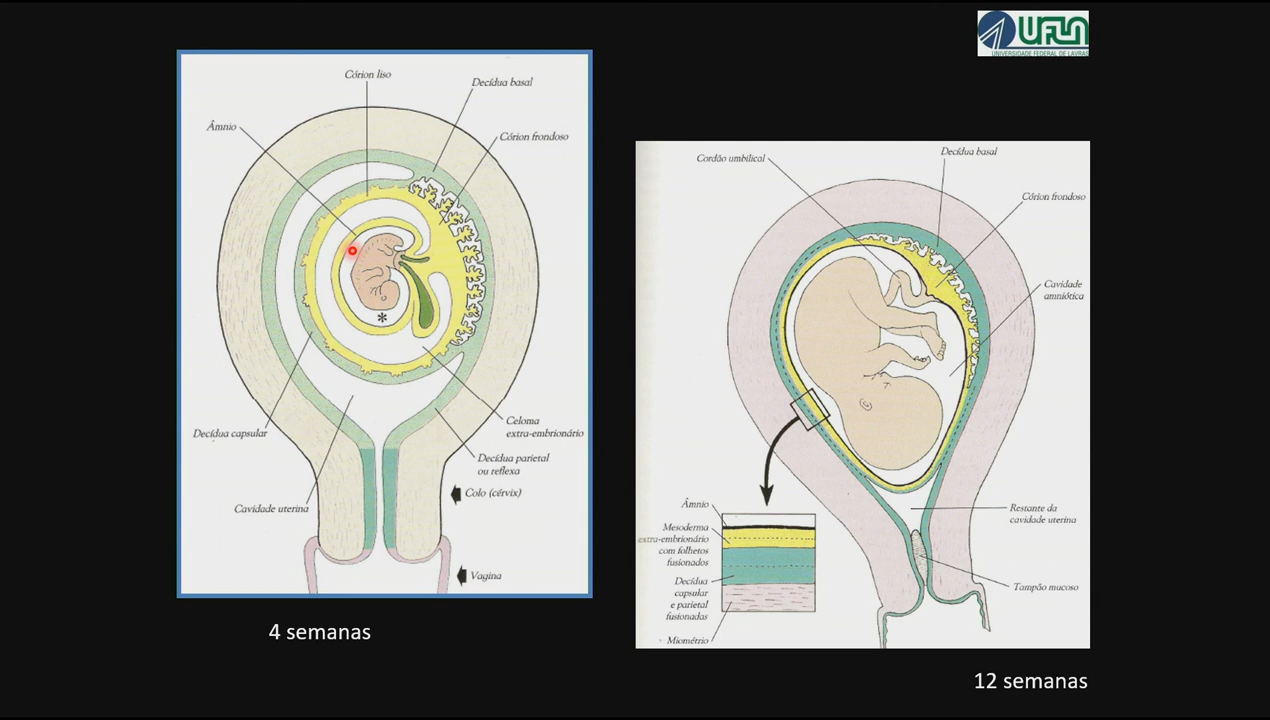 UFLA
UNIVERSIDADE FEDERAL DE LAVRAS
Córion liso
Decídua basal
Âmnio
Córion frondoso
*
Decídua capsular
Celoma
extra-embrionário
Decídua parietal
ou reflexa
Colo (cérvix)
Cavidade uterina
Vagina
4 semanas
Cordão umbilical
Decídua basal
Córion frondoso
Cavidade
amniótica
Âmnio
Mesoderma
extra-embrionário
com folhetos
fusionados
Decídua
capsular
e parietal
fusionadas
Miométrio
Restante da
cavidade uterina
Tampão mucoso
12 semanas